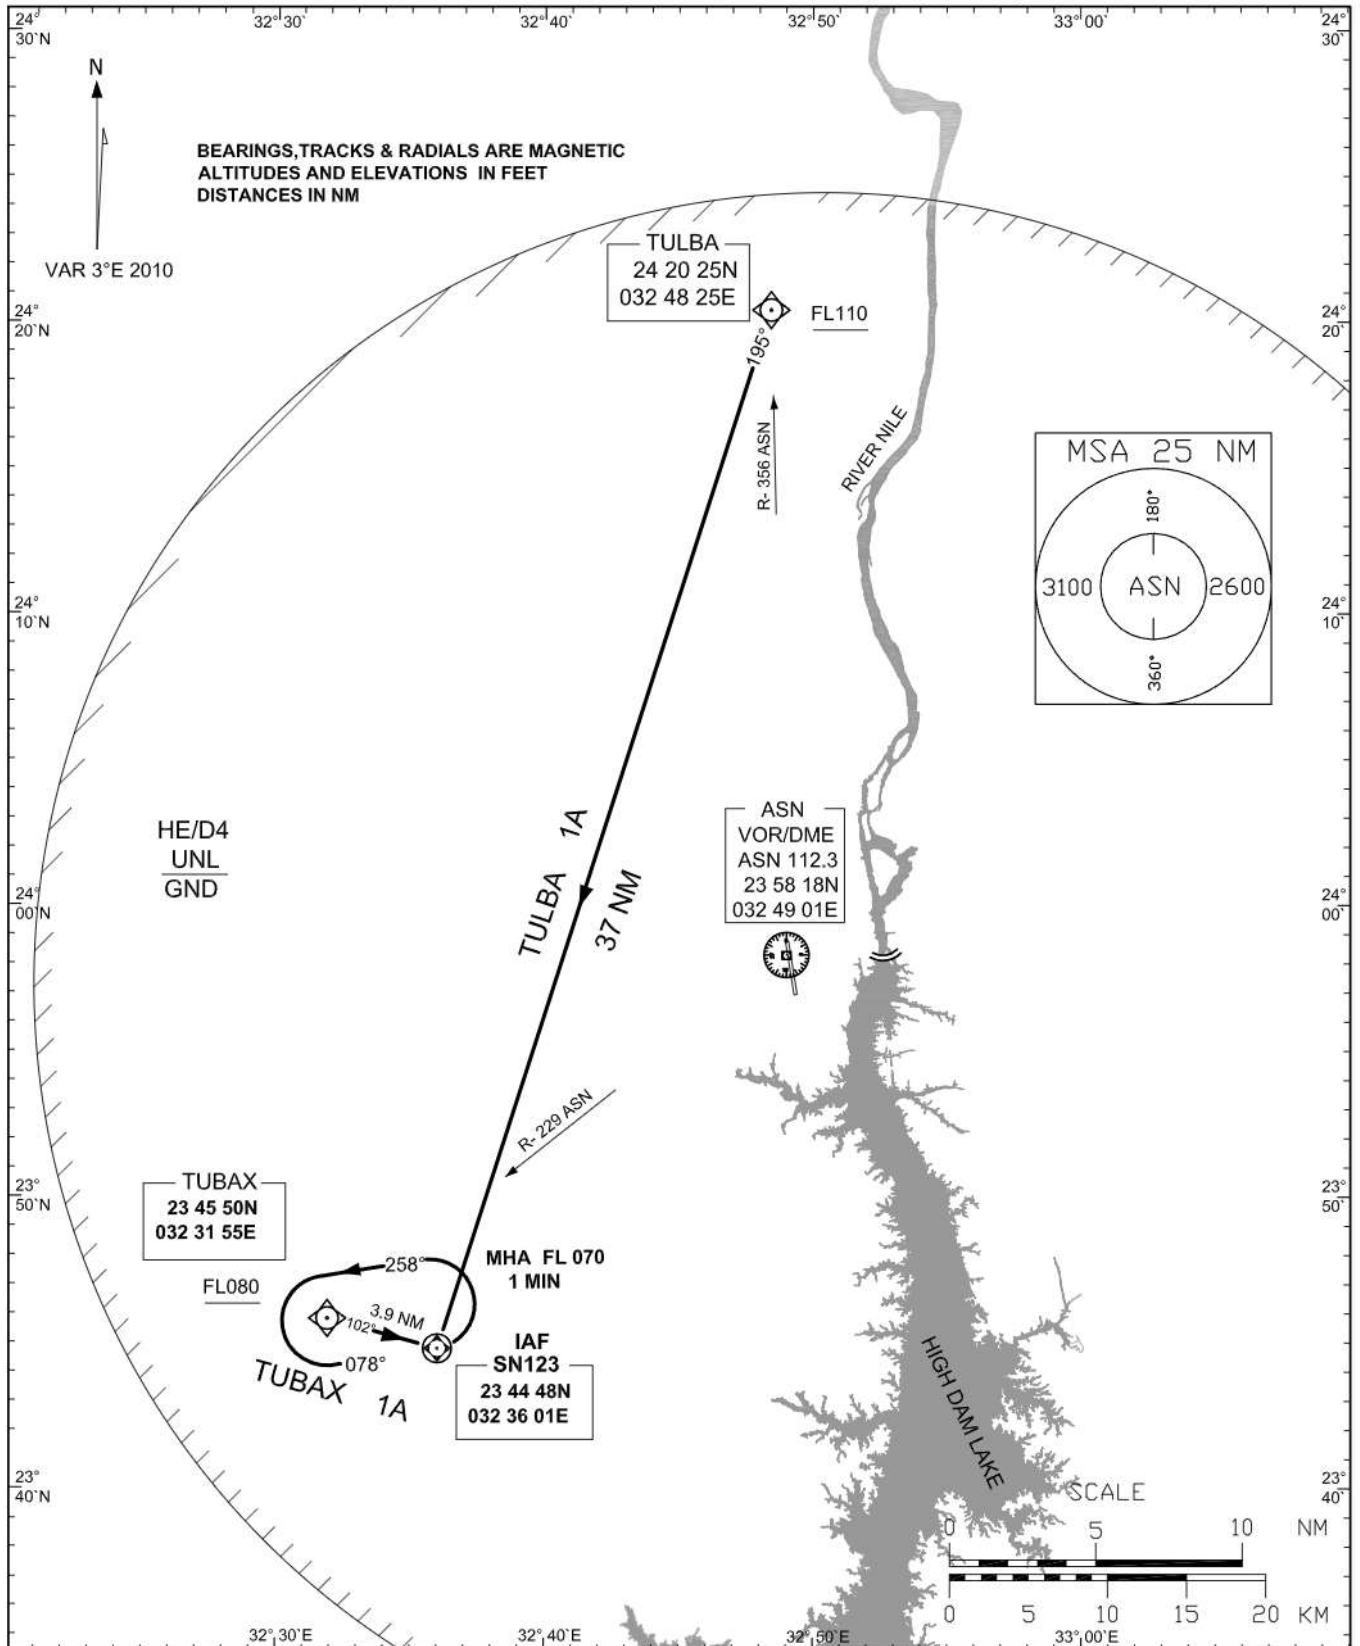 32°30'
32°40'
32°50'
33°00'
24°
30'N
24°
30'
N
BEARINGS,TRACKS & RADIALS ARE MAGNETIC
ALTITUDES AND ELEVATIONS IN FEET
DISTANCES IN NM
VAR 3°E 2010
TULBA
24 20 25N
032 48 25E
FL110
24°
20'N
24°
20'
195°
R- 356 ASN
RIVER NILE
MSA 25 NM
180°
3100
ASN
2600
360°
24°
10'N
24°
10'
HE/D4
UNL
GND
TULBA 1A
37 NM
ASN
VOR/DME
ASN 112.3
23 58 18N
032 49 01E
24°
00'N
24°
00'
R- 229 ASN
TUBAX
23 45 50N
032 31 55E
FL080
23°
50'N
23°
50'
258°
MHA FL 070
1 MIN
3.9 NM
102°
078°
TUBAX 1A
IAF
SN123
23 44 48N
032 36 01E
HIGH DAM LAKE
23°
40'N
23°
40'
SCALE
0 5 10 NM
0 5 10 15 20 KM
32°30'E
32°40'E
32°50'E
33°00'E